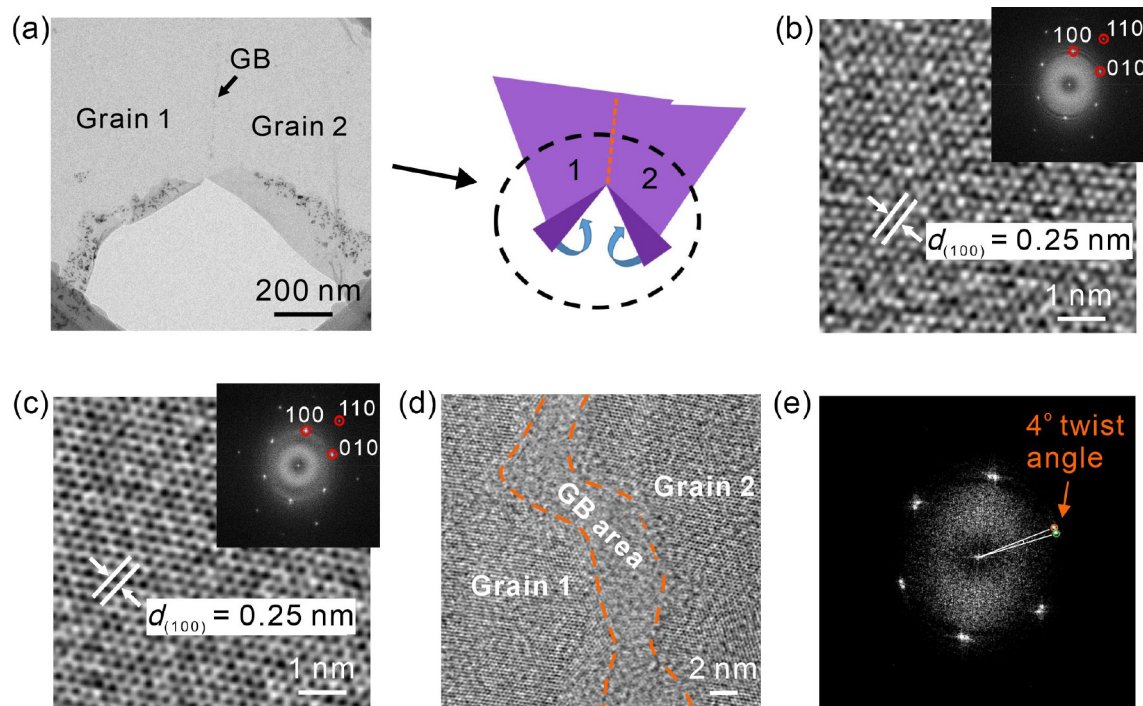 (a)
GB
Grain 1
Grain 2
200 nm
1
2
(b)
100
110
010
d(100) = 0.25 nm
1 nm
(c)
100
110
010
d(100) = 0.25 nm
1 nm
(d)
Grain 2
GB area
Grain 1
2 nm
(e)
4° twist
angle